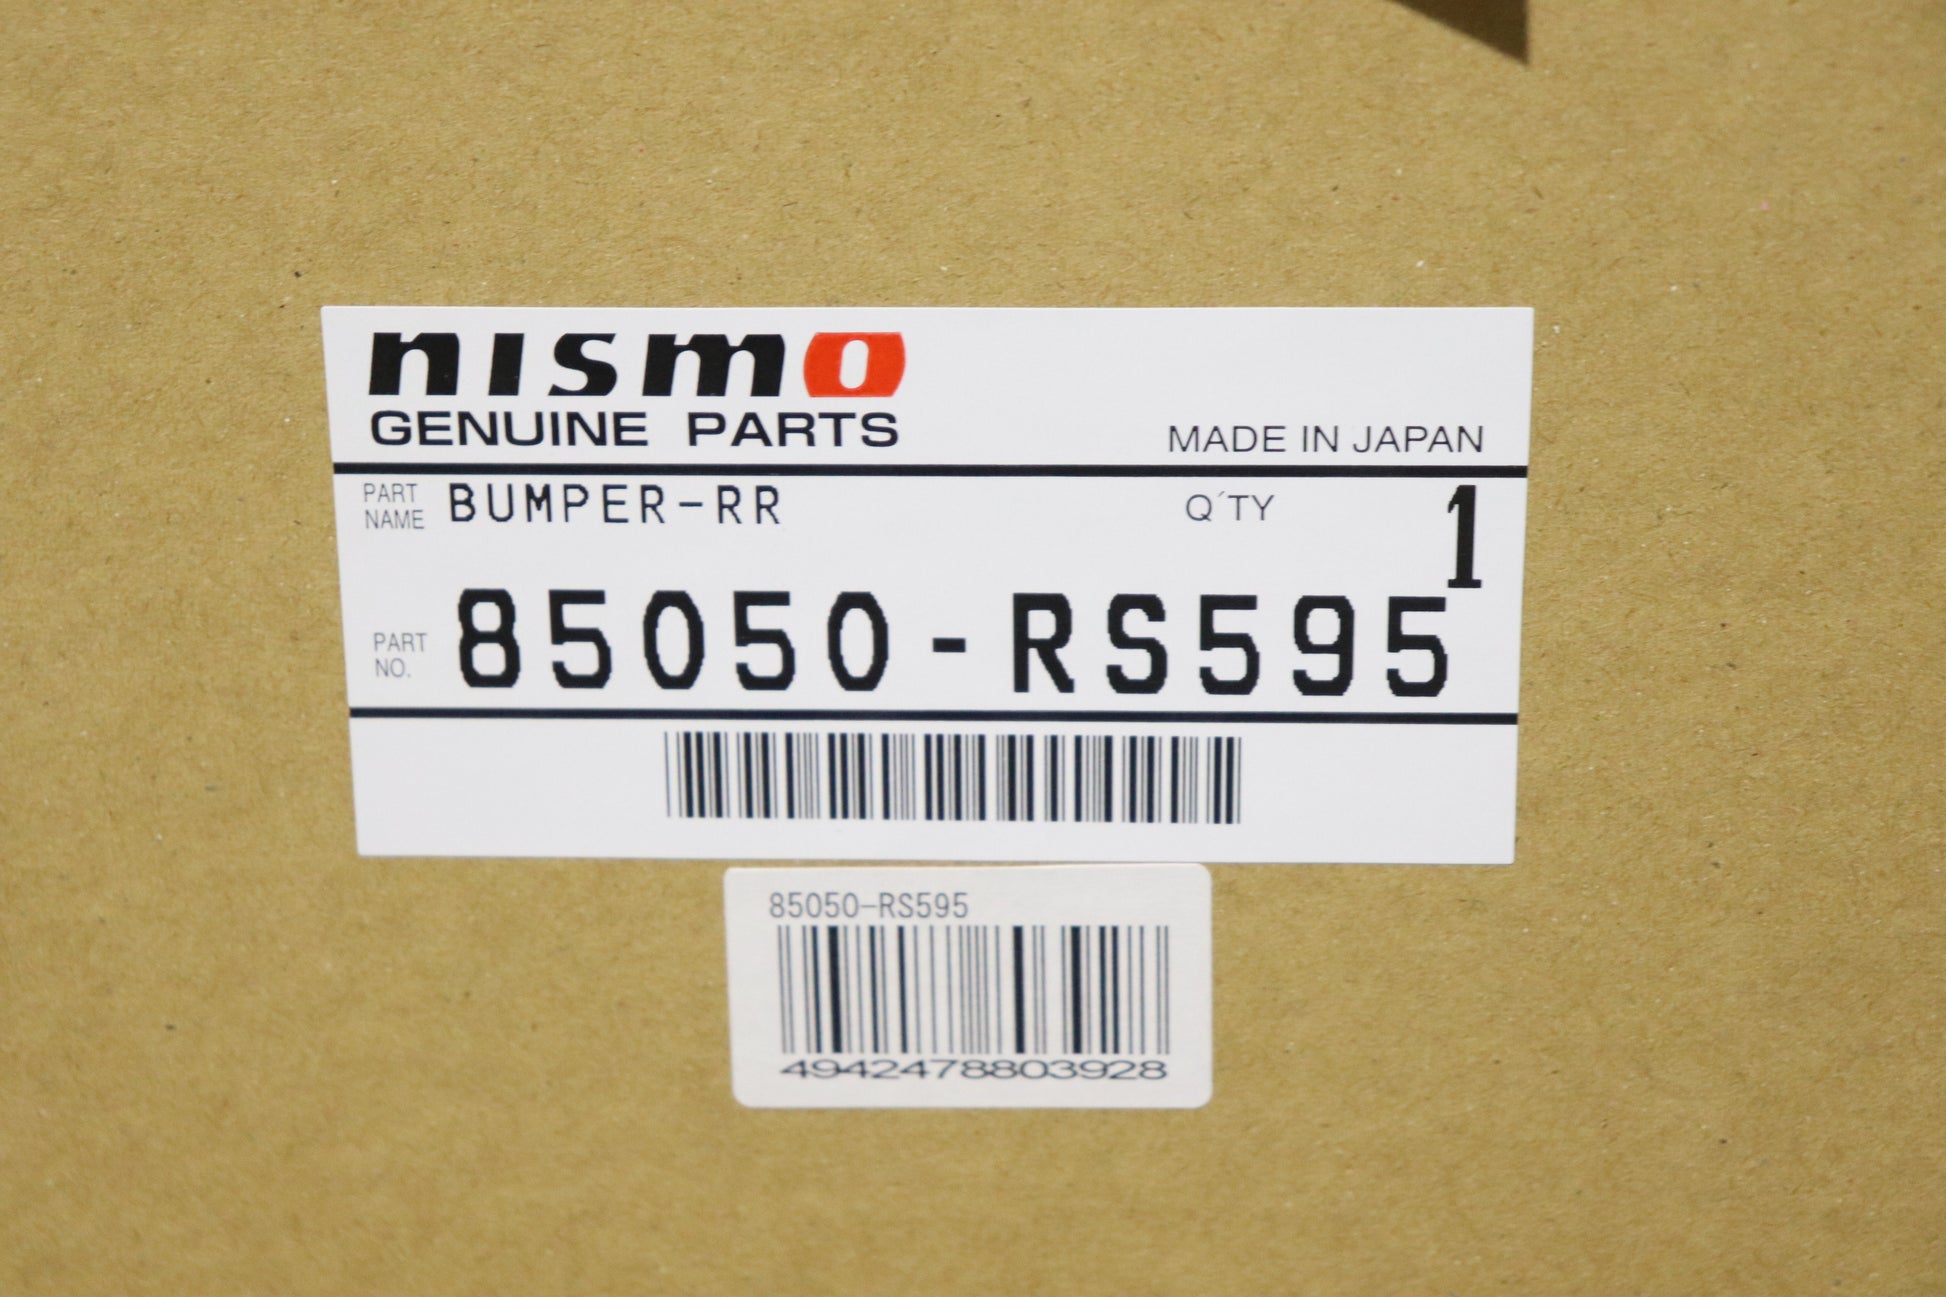 nismo
GENUINE PARTS
MADE IN JAPAN
PART NAME BUMPER-RR
Q'TY 1
PART NO. 85050-RS595
85050-RS595
4942478803928